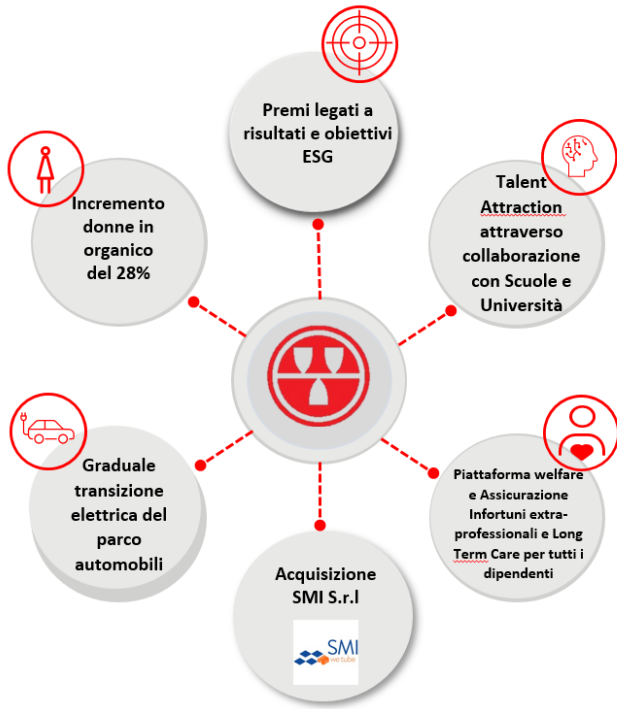 Premi legati a
risultati e obiettivi
ESG
Incremento
donne in
organico
del 28%
Talent
Attraction
attraverso
collaborazione
con Scuole e
Università
Graduale
transizione
elettrica del
parco
automobili
Piattaforma welfare
e Assicurazione
Infortuni extra-
professionali e Long
Term Care per tutti i
dipendenti
Acquisizione
SMI S.r.l
SMI
we tube